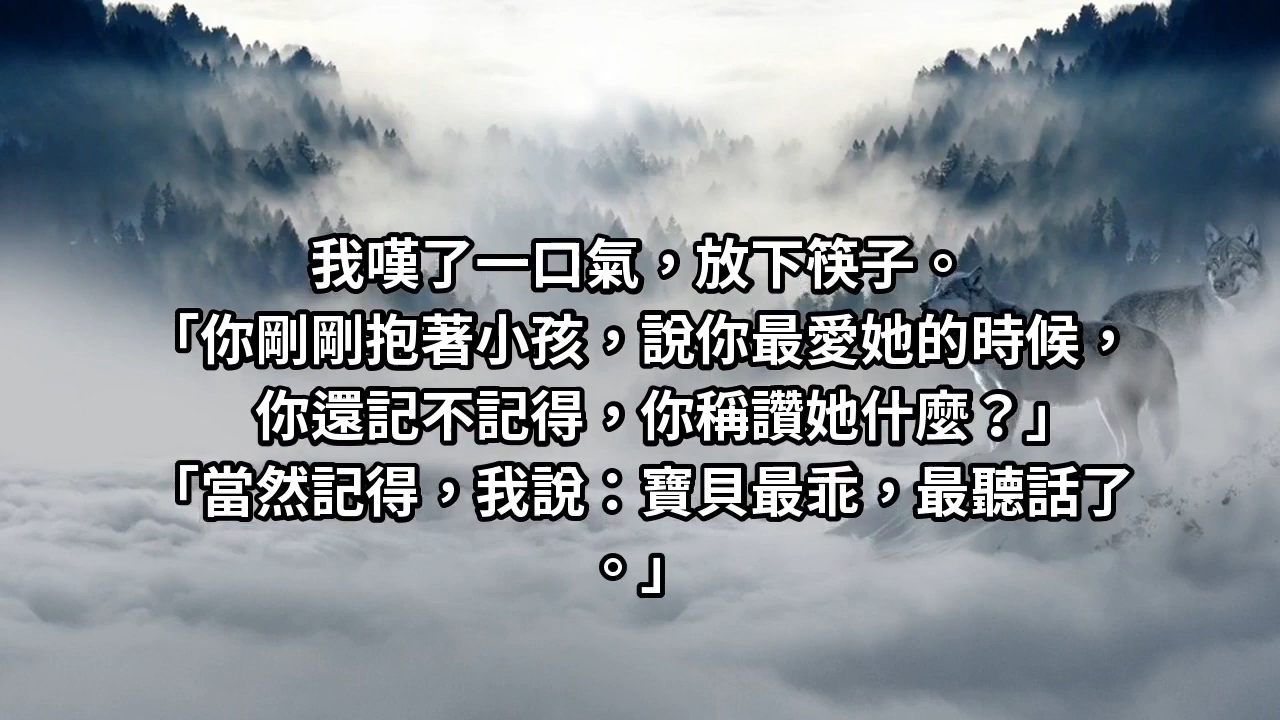 我嘆了一口氣，放下筷子。
「你剛剛抱著小孩，說你最愛她的時候，
你還記不記得，你稱讚她什麼？」
「當然記得，我說：寶貝最乖，最聽話了
。」